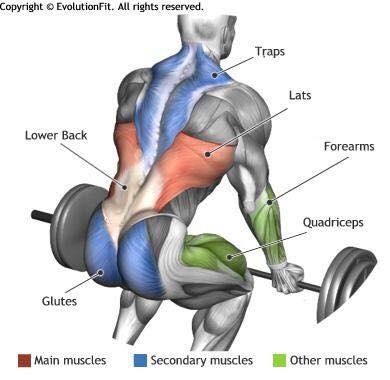 Copyright © EvolutionFit. All rights reserved.
Traps
Lats
Lower Back
Forearms
Quadriceps
Glutes
Main muscles
Secondary muscles
Other muscles